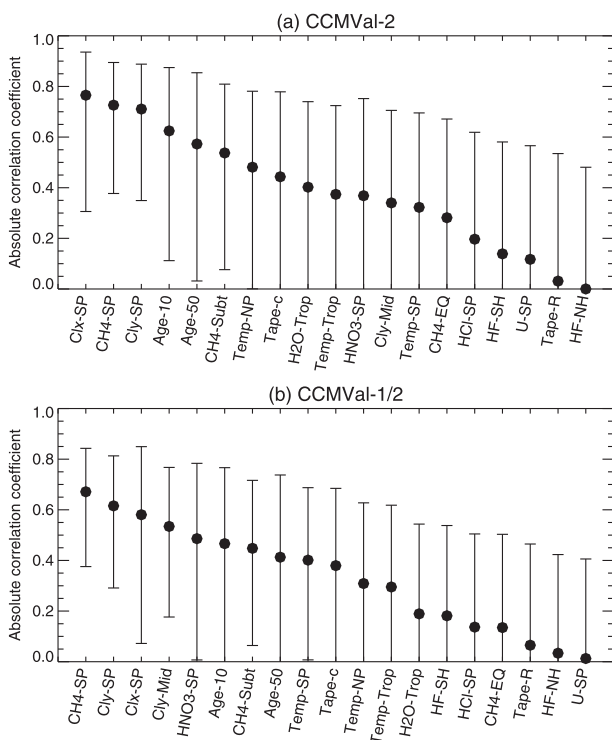 (a) CCMVal-2
Absolute correlation coefficient
1.0
0.8
0.6
0.4
0.2
0.0
Clx-SP
CH4-SP
Cly-SP
Age-10
Age-50
CH4-Subt
Temp-NP
Tape-c
H2O-Trop
Temp-Trop
HNO3-SP
Cly-Mid
Temp-SP
CH4-EQ
HCl-SP
HF-SH
U-SP
Tape-R
HF-NH
(b) CCMVal-1/2
Absolute correlation coefficient
1.0
0.8
0.6
0.4
0.2
0.0
CH4-SP
Cly-SP
Clx-SP
Cly-Mid
HNO3-SP
Age-10
CH4-Subt
Age-50
Temp-SP
Tape-c
Temp-NP
Temp-Trop
H2O-Trop
HF-SH
HCl-SP
CH4-EQ
Tape-R
HF-NH
U-SP